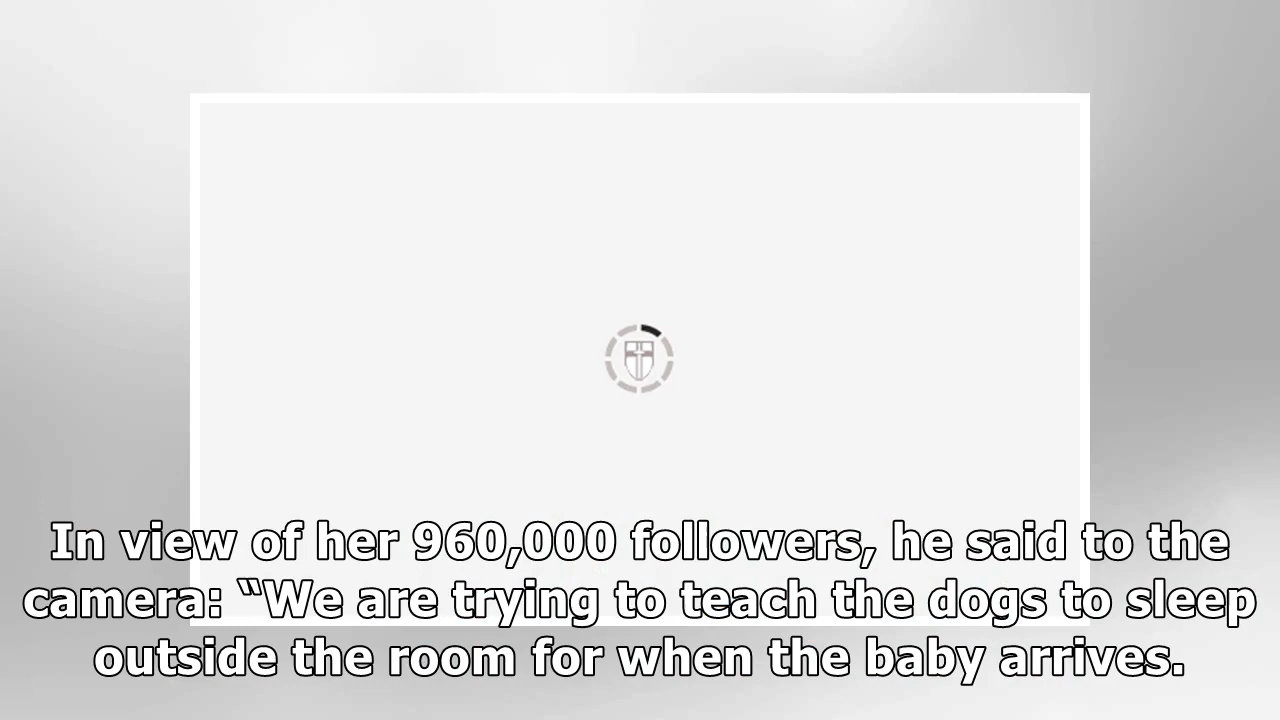 In view of her 960,000 followers, he said to the
camera: “We are trying to teach the dogs to sleep
outside the room for when the baby arrives.